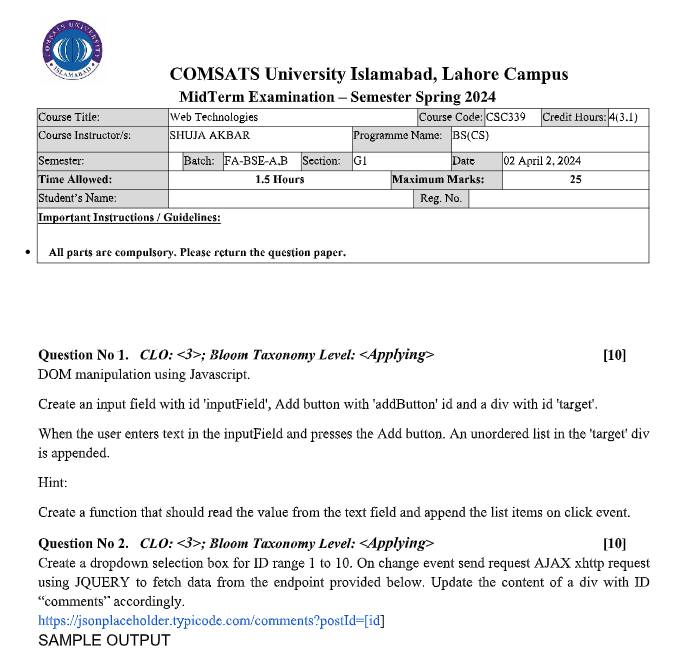 COMSATS UNIVERSITY
ISLAMABAD
COMSATS University Islamabad, Lahore Campus
MidTerm Examination – Semester Spring 2024
Course Title: Web Technologies Course Code: CSC339 Credit Hours: 4(3,1)
Course Instructor/s: SHUJA AKBAR Programme Name: BS(CS)
Semester: Batch: FA-BSE-A,B Section: G1 Date 02 April 2, 2024
Time Allowed: 1.5 Hours Maximum Marks: 25
Student's Name: Reg. No.
Important Instructions / Guidelines:
• All parts are compulsory. Please return the question paper.
Question No 1. CLO: <3>; Bloom Taxonomy Level: <Applying> [10]
DOM manipulation using Javascript.
Create an input field with id 'inputField', Add button with 'addButton' id and a div with id 'target'.
When the user enters text in the inputField and presses the Add button. An unordered list in the 'target' div
is appended.
Hint:
Create a function that should read the value from the text field and append the list items on click event.
Question No 2. CLO: <3>; Bloom Taxonomy Level: <Applying> [10]
Create a dropdown selection box for ID range 1 to 10. On change event send request AJAX xhttp request
using JQUERY to fetch data from the endpoint provided below. Update the content of a div with ID
“comments” accordingly.
https://jsonplaceholder.typicode.com/comments?postId=[id]
SAMPLE OUTPUT